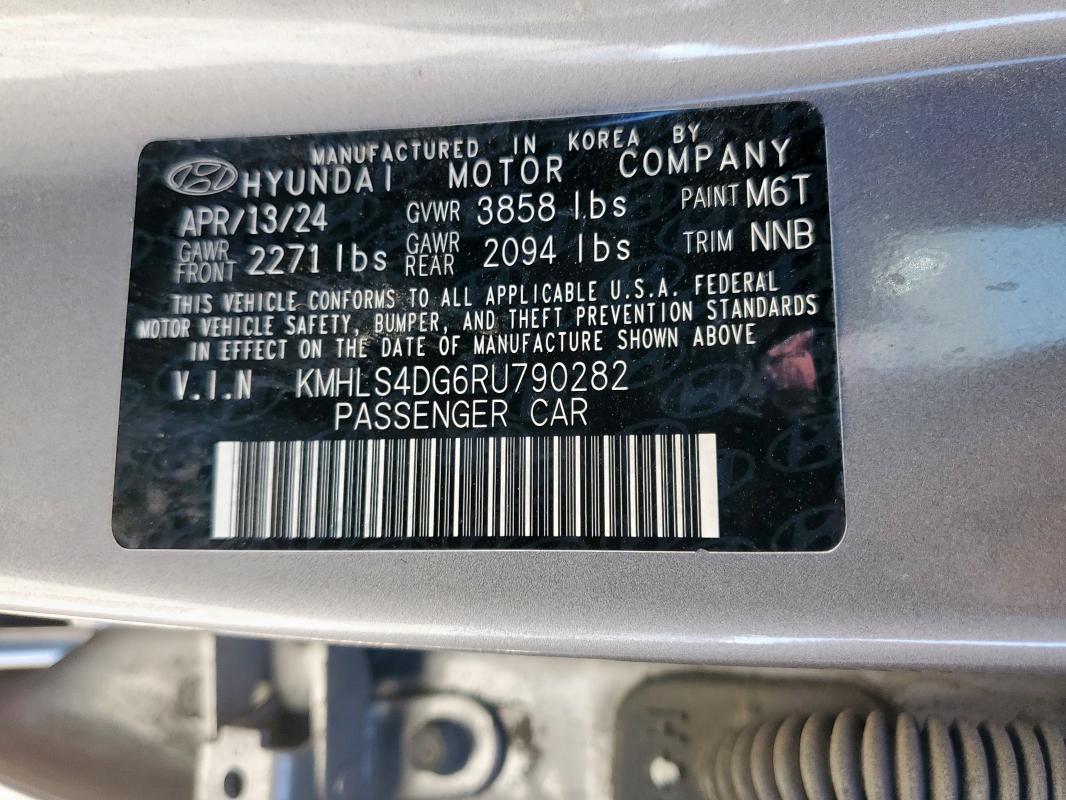 MANUFACTURED IN KOREA BY
HYUNDAI MOTOR COMPANY
APR/13/24 GVWR 3858 lbs PAINT M6T
GAWR FRONT 2271 lbs GAWR REAR 2094 lbs TRIM NNB
THIS VEHICLE CONFORMS TO ALL APPLICABLE U.S.A. FEDERAL
MOTOR VEHICLE SAFETY, BUMPER, AND THEFT PREVENTION STANDARDS
IN EFFECT ON THE DATE OF MANUFACTURE SHOWN ABOVE
V.I.N KMHLS4DG6RU790282
PASSENGER CAR